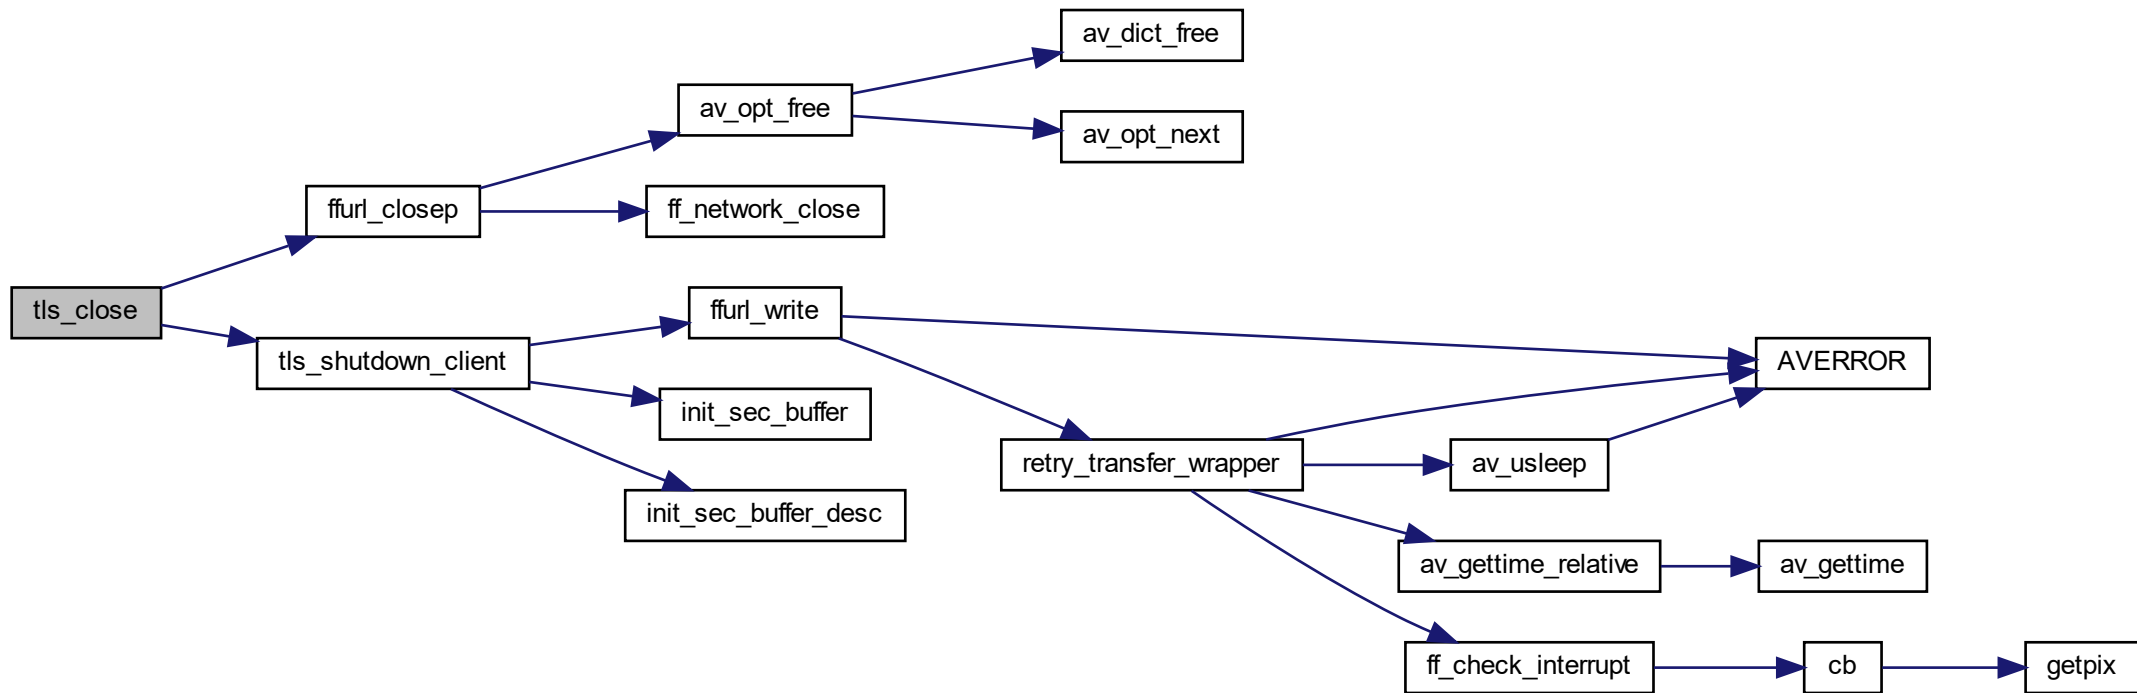 av_dict_free
av_opt_free
av_opt_next
ffurl_closep
ff_network_close
tls_close
ffurl_write
tls_shutdown_client
AVERROR
init_sec_buffer
retry_transfer_wrapper
av_usleep
init_sec_buffer_desc
av_gettime_relative
av_gettime
ff_check_interrupt
cb
getpix